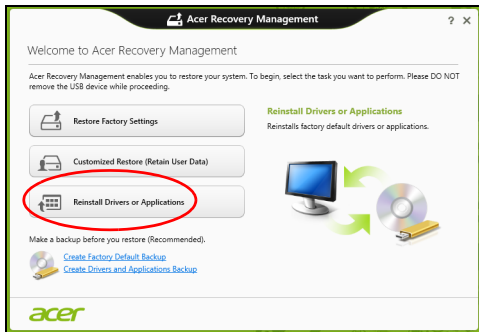 Acer Recovery Management
? ×
Welcome to Acer Recovery Management
Acer Recovery Management enables you to restore your system. To begin, select the task you want to perform. Please DO NOT
remove the USB device while proceeding.
Restore Factory Settings
Customized Restore (Retain User Data)
Reinstall Drivers or Applications
Reinstall Drivers or Applications
Reinstalls factory default drivers or applications.
Make a backup before you restore (Recommended).
Create Factory Default Backup
Create Drivers and Applications Backup
acer